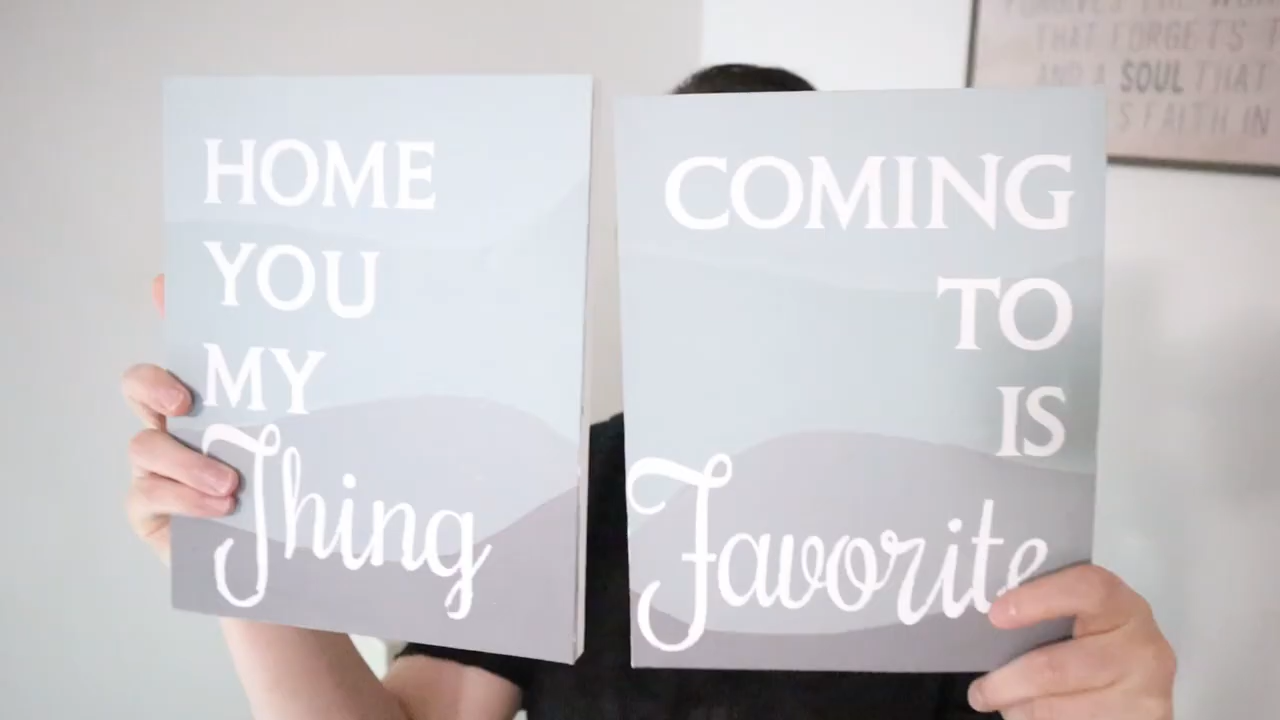 HOME
YOU
MY
Thing
COMING
TO
IS
Favorite
THAT FORGETS
AND A SOUL THAT
FAITH IN